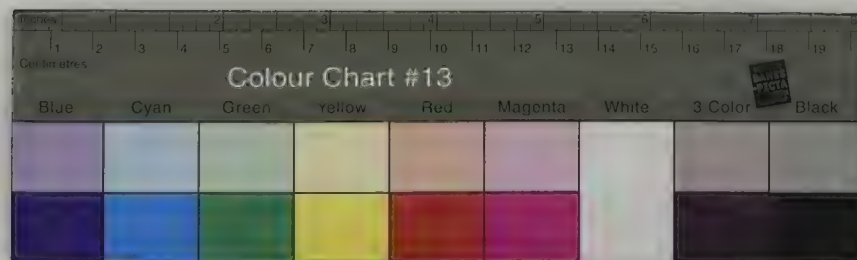 Inches 1 2 3 4 5 6 7 8
1 2 3 4 5 6 7 8 9 10 11 12 13 14 15 16 17 18 19
Centimetres
Colour Chart #13
Blue Cyan Green Yellow Red Magenta White 3 Color Black